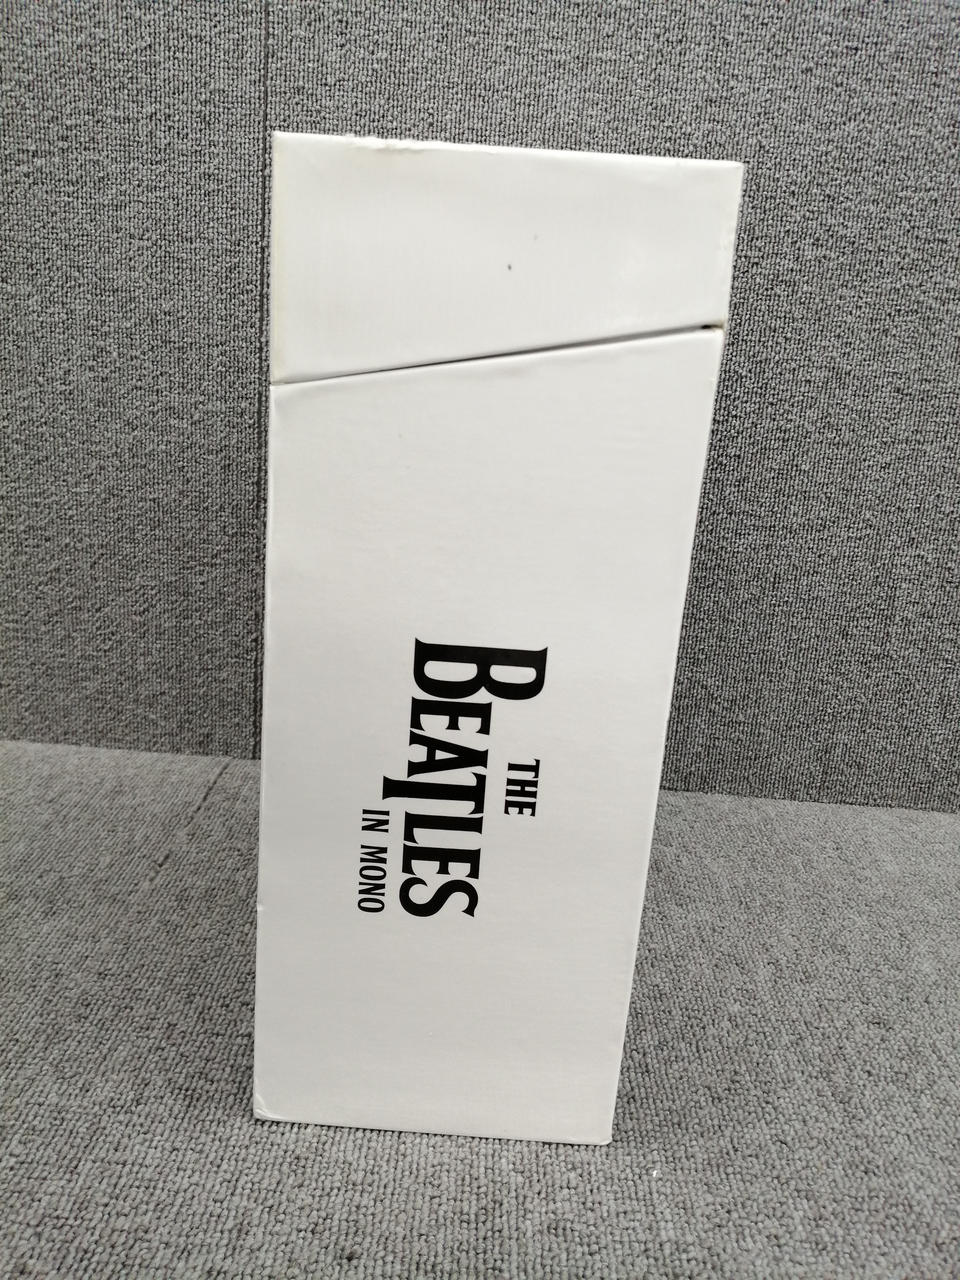 THE
BEATLES
IN MONO